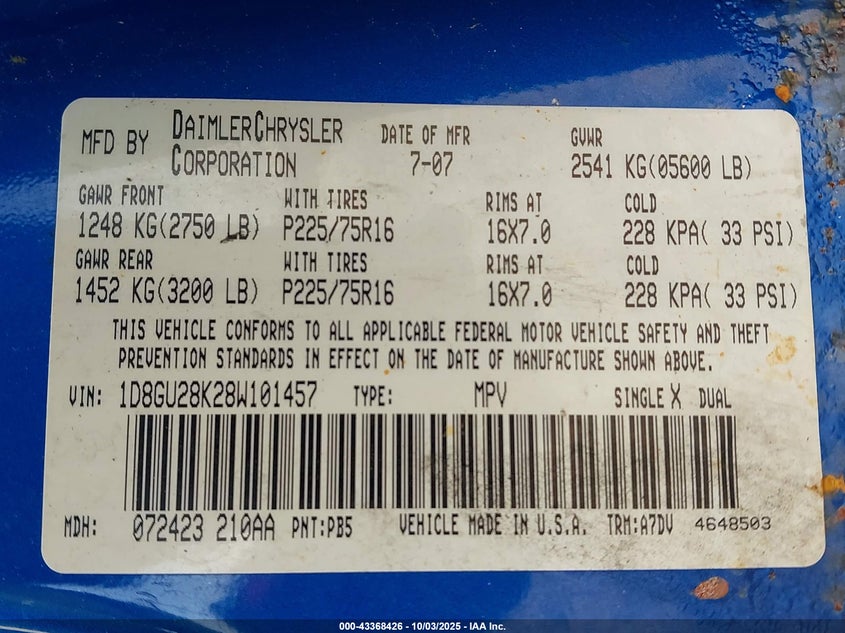 MFD BY DAIMLERCHRYSLER CORPORATION DATE OF MFR 7-07 GVWR 2541 KG(05600 LB)
GAWR FRONT WITH TIRES RIMS AT COLD
1248 KG(2750 LB) P225/75R16 16X7.0 228 KPA( 33 PSI)
GAWR REAR WITH TIRES RIMS AT COLD
1452 KG(3200 LB) P225/75R16 16X7.0 228 KPA( 33 PSI)
THIS VEHICLE CONFORMS TO ALL APPLICABLE FEDERAL MOTOR VEHICLE SAFETY AND THEFT
PREVENTION STANDARDS IN EFFECT ON THE DATE OF MANUFACTURE SHOWN ABOVE.
VIN: 1D8GU28K28W101457 TYPE: MPV SINGLE X DUAL
MDH: 072423 210AA PNT:PB5 VEHICLE MADE IN U.S.A. TRM:A7DV 4648503
000-43368426 - 10/03/2025 - IAA Inc.